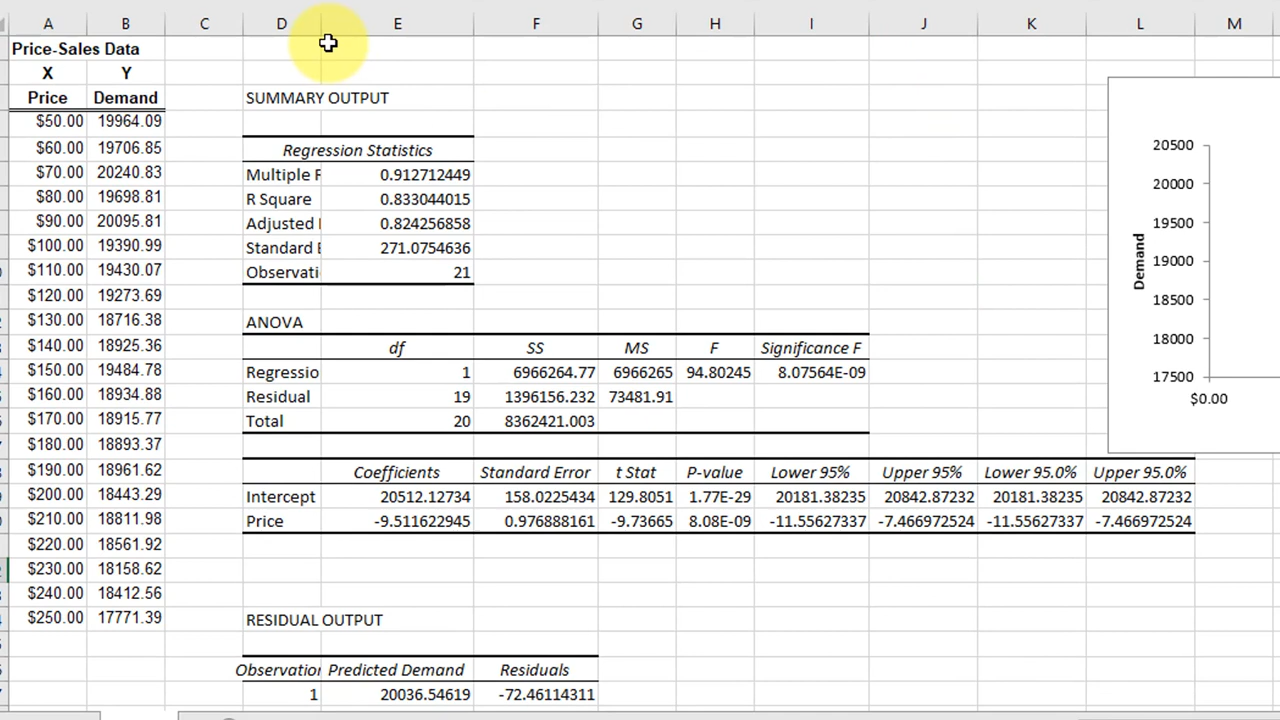 A B C D E F G H I J K L M
Price-Sales Data
X Y
Price Demand
SUMMARY OUTPUT
$50.00 19964.09
$60.00 19706.85 Regression Statistics
$70.00 20240.83 Multiple R 0.912712449
$80.00 19698.81 R Square 0.833044015
$90.00 20095.81 Adjusted 0.824256858
$100.00 19390.99 Standard E 271.0754636
$110.00 19430.07 Observati 21
$120.00 19273.69
$130.00 18716.38 ANOVA
$140.00 18925.36 df SS MS F Significance F
$150.00 19484.78 Regressio 1 6966264.77 6966265 94.80245 8.07564E-09
$160.00 18934.88 Residual 19 1396156.232 73481.91
$170.00 18915.77 Total 20 8362421.003
$180.00 18893.37
$190.00 18961.62 Coefficients Standard Error t Stat P-value Lower 95% Upper 95% Lower 95.0% Upper 95.0%
$200.00 18443.29 Intercept 20512.12734 158.0225434 129.8051 1.77E-29 20181.38235 20842.87232 20181.38235 20842.87232
$210.00 18811.98 Price -9.511622945 0.976888161 -9.73665 8.08E-09 -11.55627337 -7.466972524 -11.55627337 -7.466972524
$220.00 18561.92
$230.00 18158.62
$240.00 18412.56
$250.00 17771.39 RESIDUAL OUTPUT
Observation Predicted Demand Residuals
1 20036.54619 -72.46114311
20500
20000
19500
19000
18500
18000
17500
Demand
$0.00